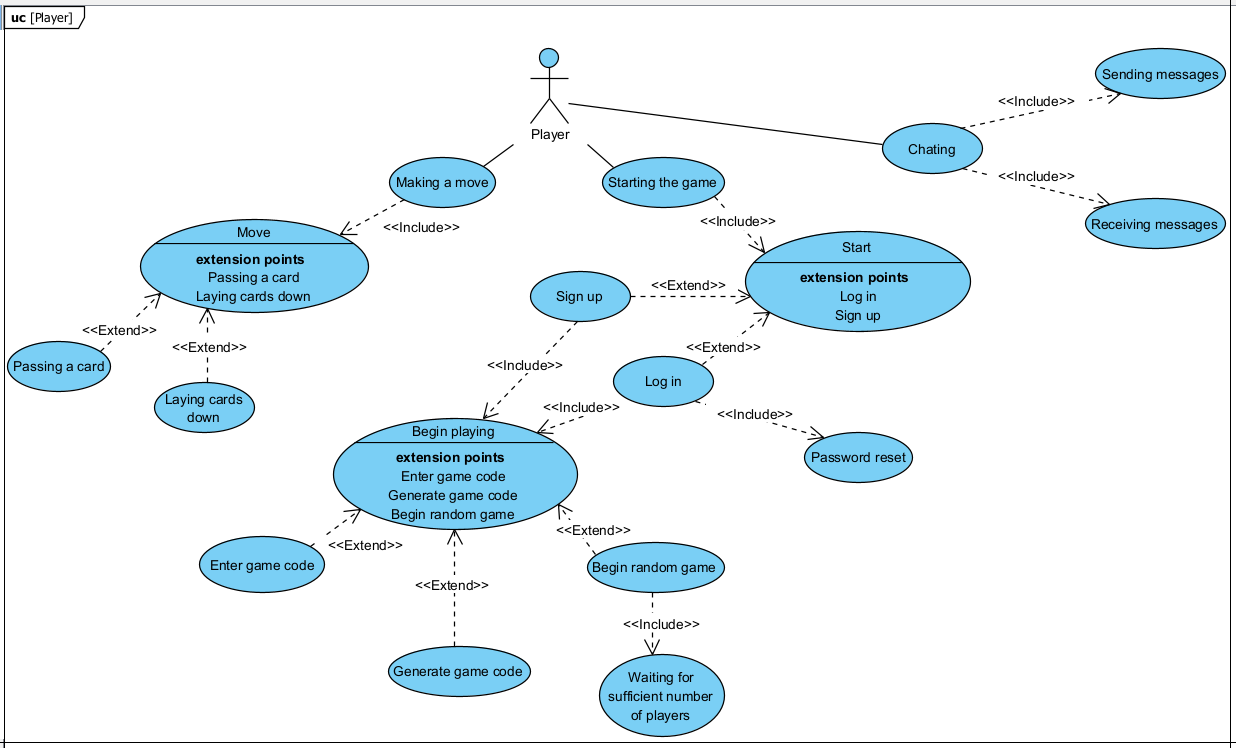 uc [Player]
Player
Sending messages
<<Include>>
Chating
<<Include>>
Receiving messages
Making a move
Starting the game
<<Include>>
<<Include>>
Move
extension points
Passing a card
Laying cards down
Start
extension points
Log in
Sign up
Sign up
<<Extend>>
<<Extend>>
<<Extend>>
<<Extend>>
Passing a card
Laying cards
down
<<Include>>
Log in
<<Include>>
<<Include>>
Password reset
Begin playing
extension points
Enter game code
Generate game code
Begin random game
<<Extend>>
<<Extend>>
Enter game code
Begin random game
<<Extend>>
<<Include>>
Generate game code
Waiting for
sufficient number
of players